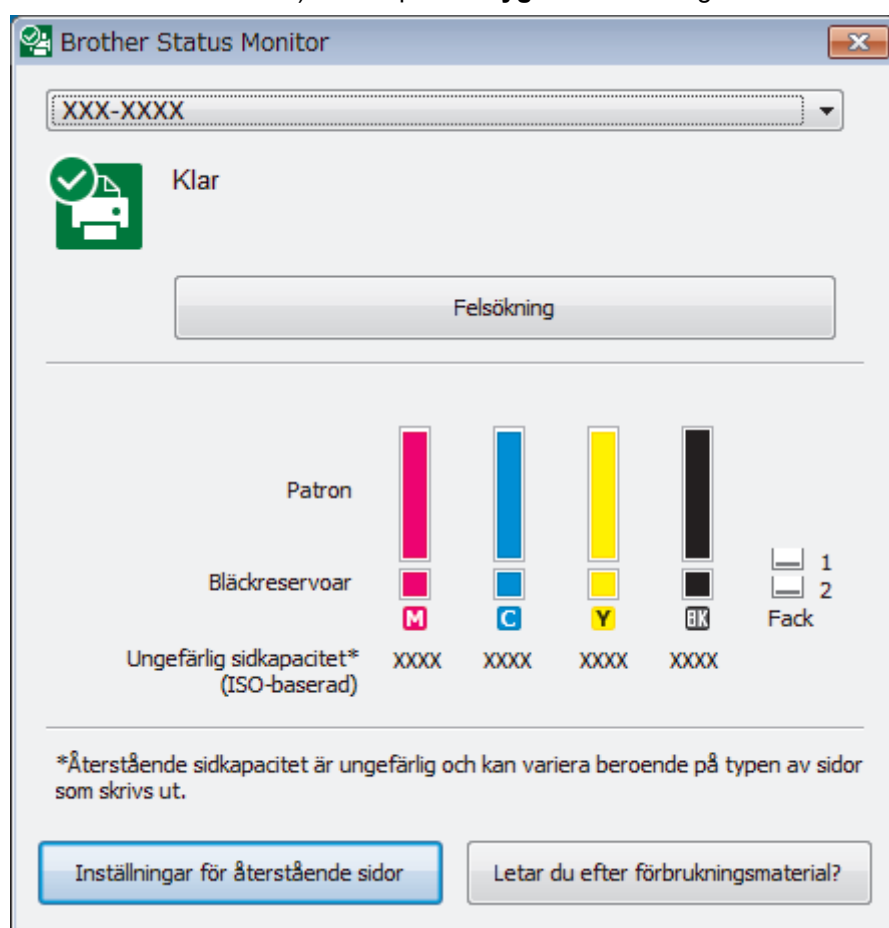 Brother Status Monitor
XXX-XXXX
Klar
Felsökning
Patron
Bläckreservoar
1
2
M C Y BK Fack
Ungefärlig sidkapacitet* XXXX XXXX XXXX XXXX
(ISO-baserad)
*Återstående sidkapacitet är ungefärlig och kan variera beroende på typen av sidor
som skrivs ut.
Inställningar för återstående sidor Letar du efter förbrukningsmaterial?